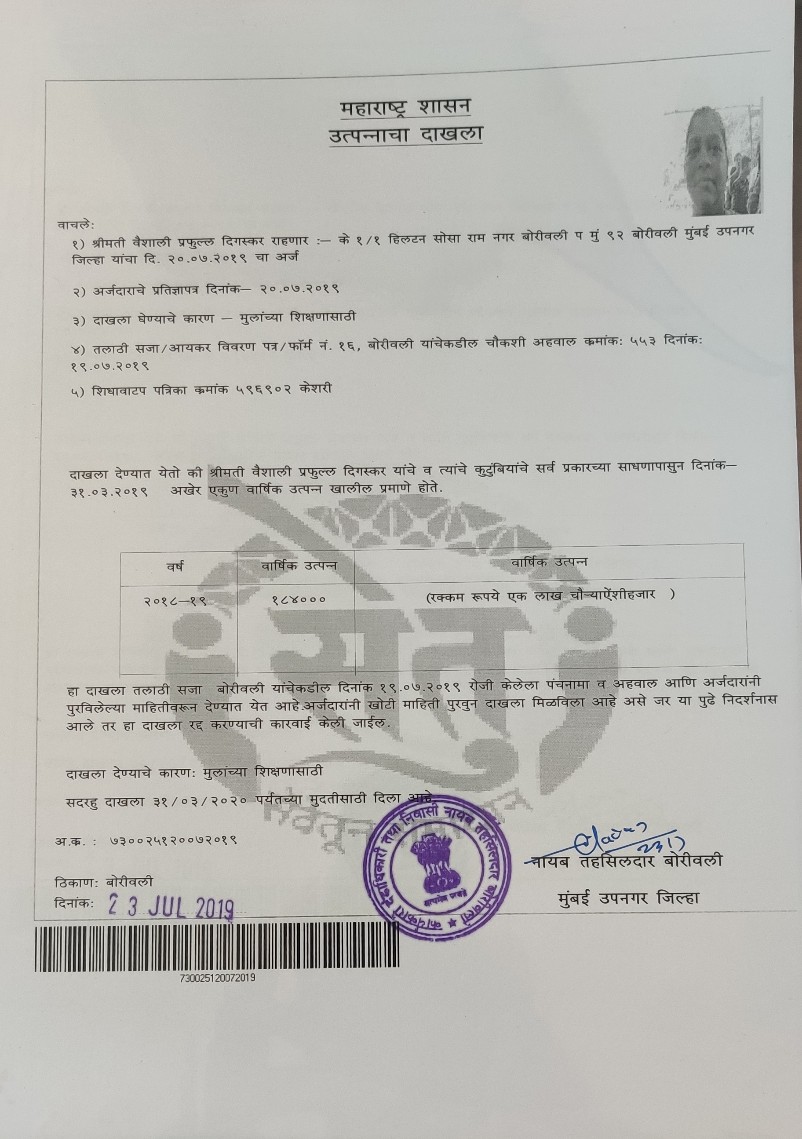 महाराष्ट्र शासन
उत्पन्नाचा दाखला
वाचले:
१) श्रीमती वैशाली प्रफुल्ल दिगस्कर राहणार :— के १/१ हिलटन सोसा राम नगर बोरीवली प मुं ९२ बोरीवली मुंबई उपनगर
जिल्हा यांचा दि. २०.०७.२०१९ चा अर्ज
२) अर्जदाराचे प्रतिज्ञापत्र दिनांक— २०.०७.२०१९
३) दाखला घेण्याचे कारण — मुलांच्या शिक्षणासाठी
४) तलाठी सजा/आयकर विवरण पत्र/फॉर्म नं. १६, बोरीवली यांचेकडील चौकशी अहवाल क्रमांक: ५५३ दिनांक:
१९.०७.२०१९
५) शिधावाटप पत्रिका क्रमांक ५९६९०२ केशरी
दाखला देण्यात येतो की श्रीमती वैशाली प्रफुल्ल दिगस्कर यांचे व त्यांचे कुटुंबियांचे सर्व प्रकारच्या साधणापासुन दिनांक—
३१.०३.२०१९ अखेर एकुण वार्षिक उत्पन्न खालील प्रमाणे होते.
वर्ष वार्षिक उत्पन्न वार्षिक उत्पन्न
२०१८—१९ १८४००० (रक्कम रूपये एक लाख चौऱ्याऐंशीहजार )
सेतु
हा दाखला तलाठी सजा बोरीवली यांचेकडील दिनांक १९.०७.२०१९ रोजी केलेला पंचनामा व अहवाल आणि अर्जदारांनी
पुरविलेल्या माहितीवरून देण्यात येत आहे.अर्जदारांनी खोटी माहिती पुरवुन दाखला मिळविला आहे असे जर या पुढे निदर्शनास
आले तर हा दाखला रद्द करण्याची कारवाई केली जाईल.
दाखला देण्याचे कारण: मुलांच्या शिक्षणासाठी
सदरहु दाखला ३१/०३/२०२० पर्यतच्या मुदतीसाठी दिला आहे
अ.क्र. : ७३००२५१२००७२०१९
नायब तहसिलदार बोरीवली
ठिकाण: बोरीवली
मुंबई उपनगर जिल्हा
दिनांक: 23 JUL 2019
730025120072019